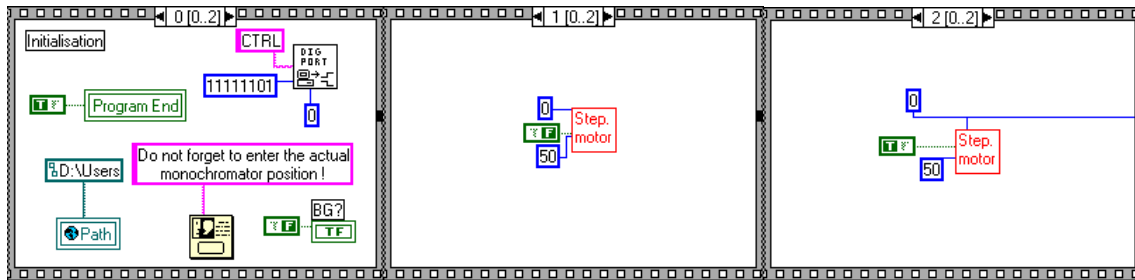 0 [0..2]
Initialisation
CTRL
DIG
PORT
11111101
0
T F
Program End
Do not forget to enter the actual
monochromator position !
D:\Users
Path
BG?
F
TF
1 [0..2]
0
Step.
motor
F
50
2 [0..2]
0
Step.
motor
T F
50